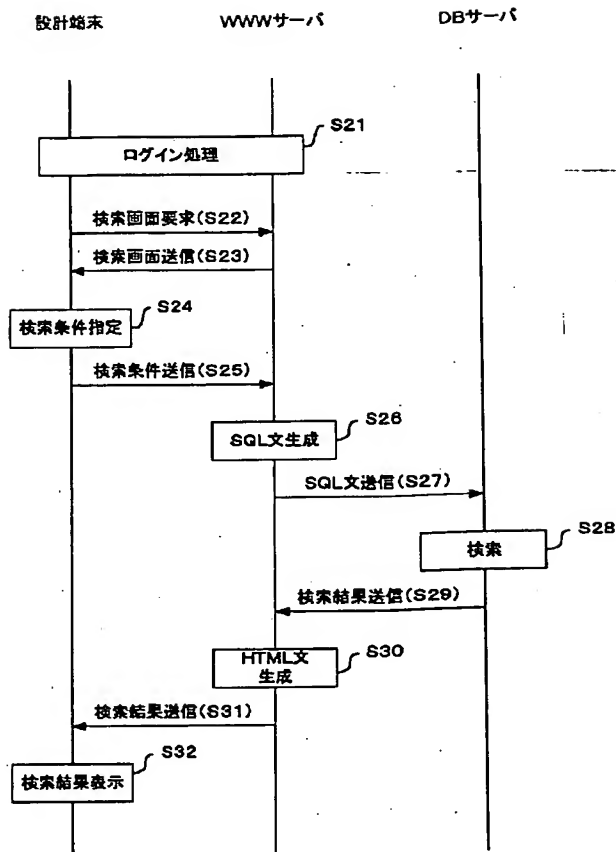 設計端末
WWWサーバ
DBサーバ
S21
ログイン処理
検索画面要求(S22)
検索画面送信(S23)
S24
検索条件指定
検索条件送信(S25)
S26
SQL文生成
SQL文送信(S27)
S28
検索
検索結果送信(S29)
S30
HTML文
生成
検索結果送信(S31)
S32
検索結果表示